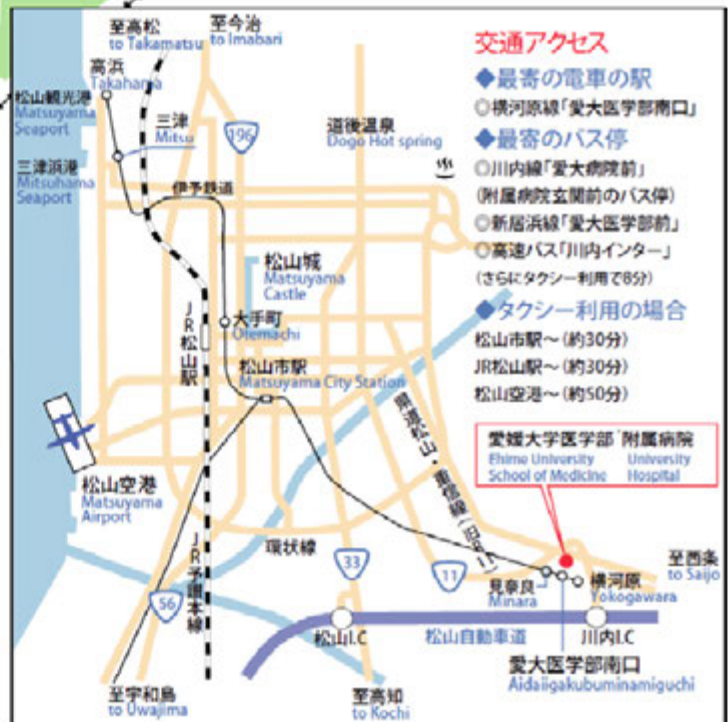 至高松
to Takamatsu
至今治
to Imabari
高浜
Takahama
松山観光港
Matsuyama
Seaport
三津
Mitsu
196
道後温泉
Dogo Hot spring
三津浜港
Mitsuhama
Seaport
伊予鉄道
松山城
Matsuyama
Castle
JR松山駅
大手町
Otemachi
松山市駅
Matsuyama City Station
県道松山・重信線(旧R11)
松山空港
Matsuyama
Airport
環状線
33
11
56
JR予讃本線
見奈良
Minara
横河原
Yokogawara
至西条
to Saijo
松山I.C
松山自動車道
川内I.C
愛大医学部南口
Aidaiigakubuminamiguchi
至宇和島
to Uwajima
至高知
to Kochi
交通アクセス
◆最寄の電車の駅
◎横河原線「愛大医学部南口」
◆最寄のバス停
◎川内線「愛大病院前」
(附属病院玄関前のバス停)
◎新居浜線「愛大医学部前」
◎高速バス「川内インター」
(さらにタクシー利用で8分)
◆タクシー利用の場合
松山市駅～(約30分)
JR松山駅～(約30分)
松山空港～(約50分)
愛媛大学医学部 附属病院
Ehime University University
School of Medicine Hospital